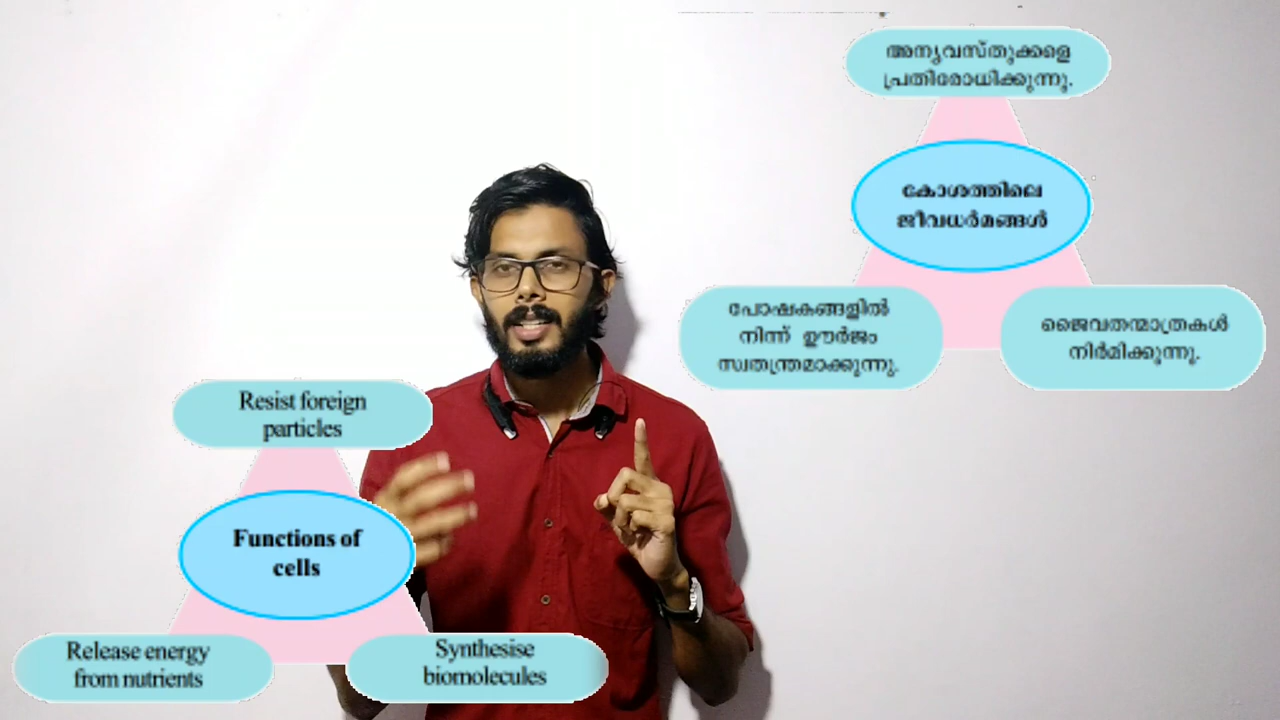 അന്യവസ്തുക്കളെ
പ്രതിരോധിക്കുന്നു.
കോശത്തിലെ
ജീവധർമങ്ങൾ
പോഷകങ്ങളിൽ
നിന്ന് ഊർജം
സ്വതന്ത്രമാക്കുന്നു.
ജൈവതന്മാത്രകൾ
നിർമിക്കുന്നു.
Resist foreign
particles
Functions of
cells
Release energy
from nutrients
Synthesise
biomolecules